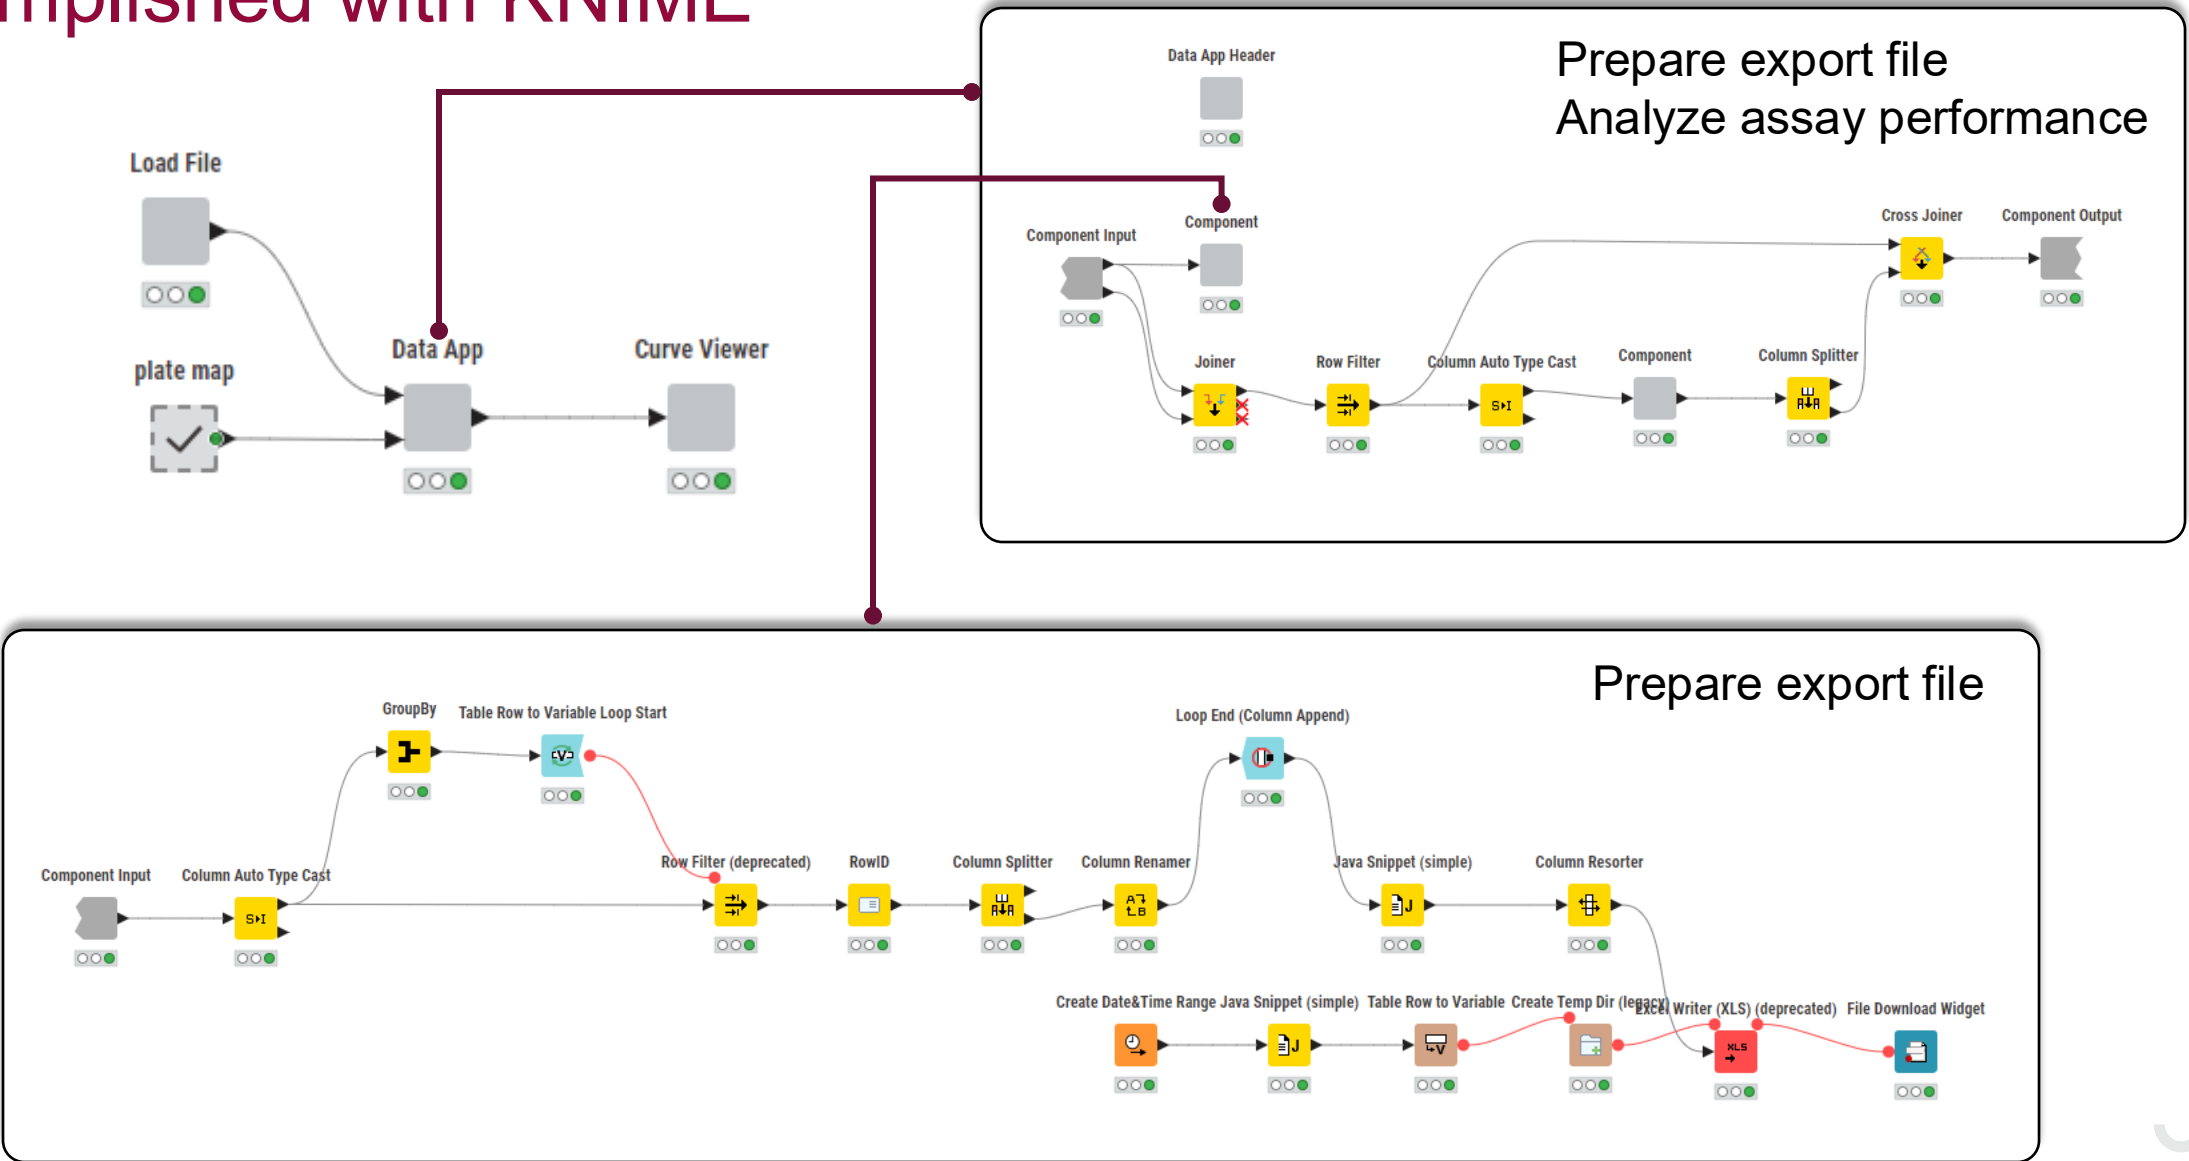 with KNIME
Prepare export file
Analyze assay performance
Data App Header
Load File
Component Input
Component
Cross Joiner
Component Output
plate map
Data App
Curve Viewer
Joiner
Row Filter
Column Auto Type Cast
Component
Column Splitter
S▸I
Prepare export file
GroupBy
Table Row to Variable Loop Start
Loop End (Column Append)
Component Input
Column Auto Type Cast
Row Filter (deprecated)
RowID
Column Splitter
Column Renamer
Java Snippet (simple)
Column Resorter
S▸I
Create Date&Time Range
Java Snippet (simple)
Table Row to Variable
Create Temp Dir (legacy)
Excel Writer (XLS) (deprecated)
File Download Widget
XLS